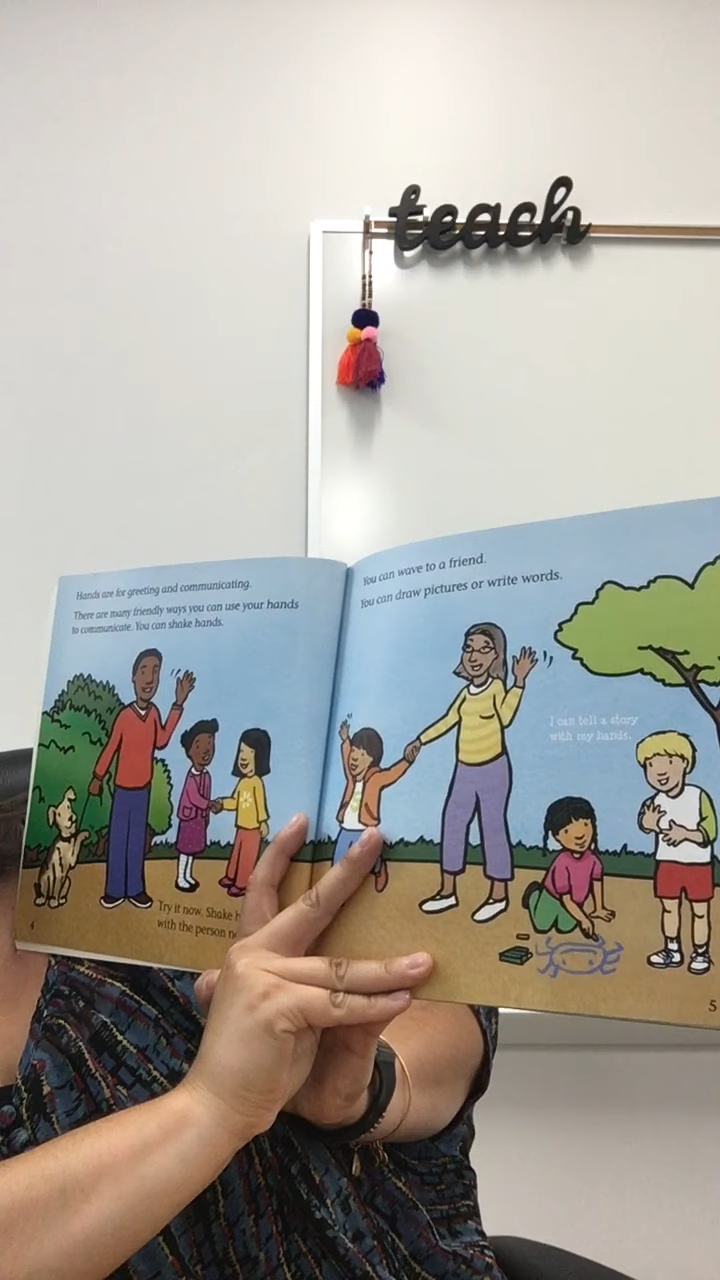 teach
Hands are for greeting and communicating.
There are many friendly ways you can use your hands
to communicate. You can shake hands.
Try it now. Shake
with the person
4
You can wave to a friend.
You can draw pictures or write words.
I can tell a story
with my hands.
5